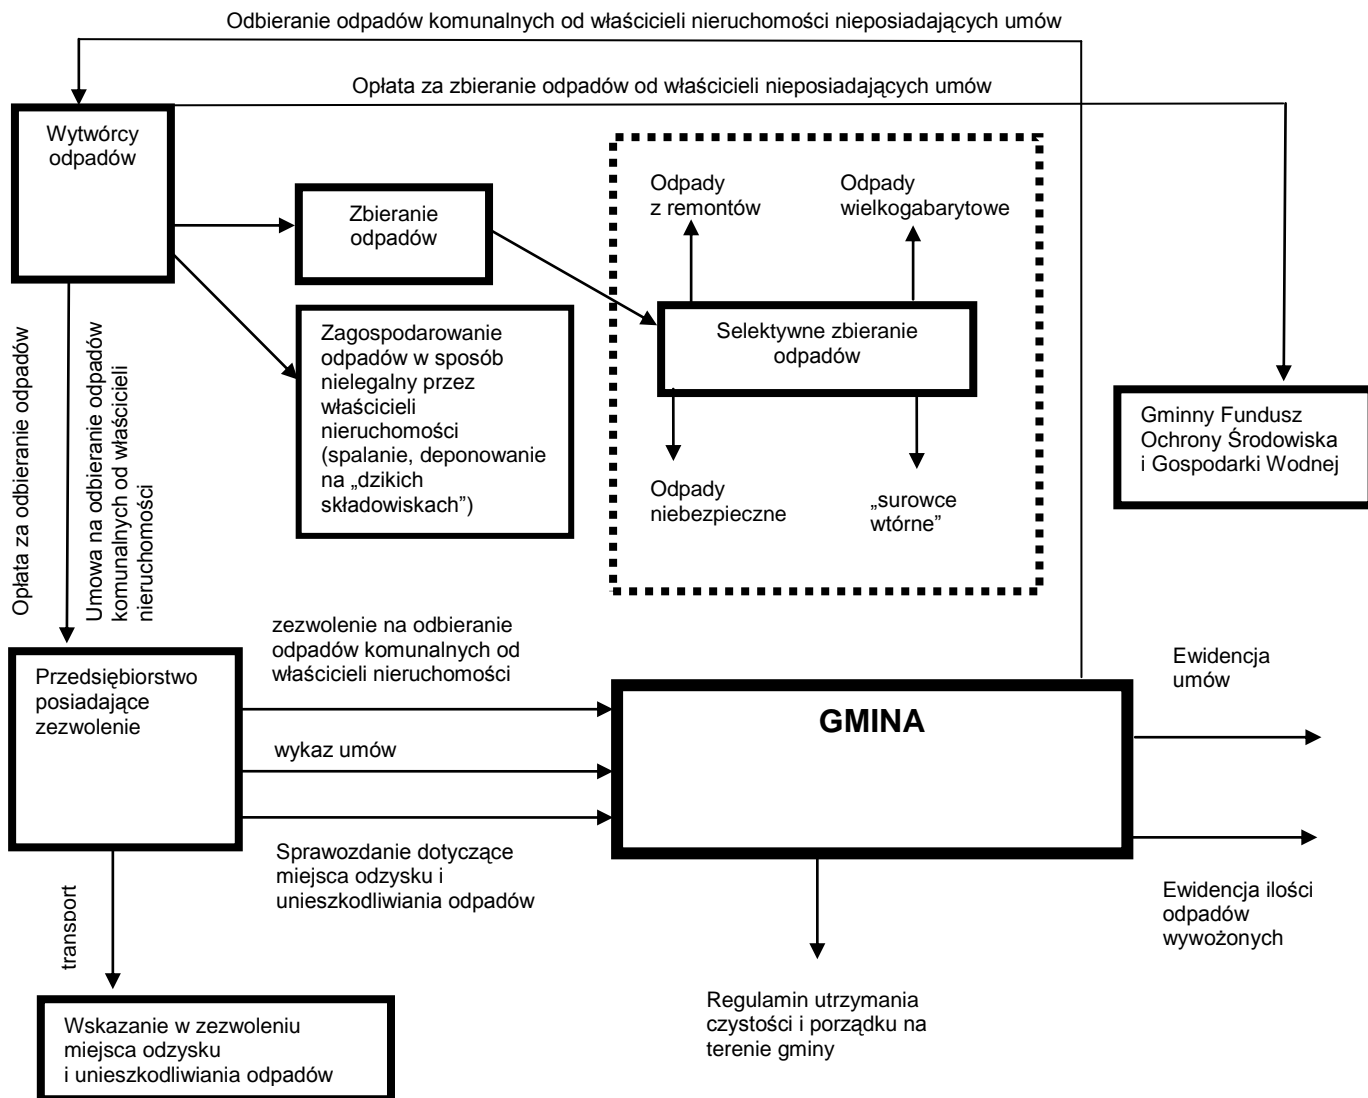 Odbieranie odpadów komunalnych od właścicieli nieruchomości nieposiadających umów
Opłata za zbieranie odpadów od właścicieli nieposiadających umów
Wytwórcy
odpadów
Zbieranie
odpadów
Odpady
z remontów
Odpady
wielkogabarytowe
Selektywne zbieranie
odpadów
Zagospodarowanie
odpadów w sposób
nielegalny przez
właścicieli
nieruchomości
(spalanie, deponowanie
na „dzikich
składowiskach”)
Odpady
niebezpieczne
„surowce
wtórne”
Gminny Fundusz
Ochrony Środowiska
i Gospodarki Wodnej
Opłata za odbieranie odpadów
Umowa na odbieranie odpadów
komunalnych od właścicieli
nieruchomości
zezwolenie na odbieranie
odpadów komunalnych od
właścicieli nieruchomości
Przedsiębiorstwo
posiadające
zezwolenie
wykaz umów
Sprawozdanie dotyczące
miejsca odzysku i
unieszkodliwiania odpadów
GMINA
Ewidencja
umów
Ewidencja ilości
odpadów
wywożonych
transport
Regulamin utrzymania
czystości i porządku na
terenie gminy
Wskazanie w zezwoleniu
miejsca odzysku
i unieszkodliwiania odpadów